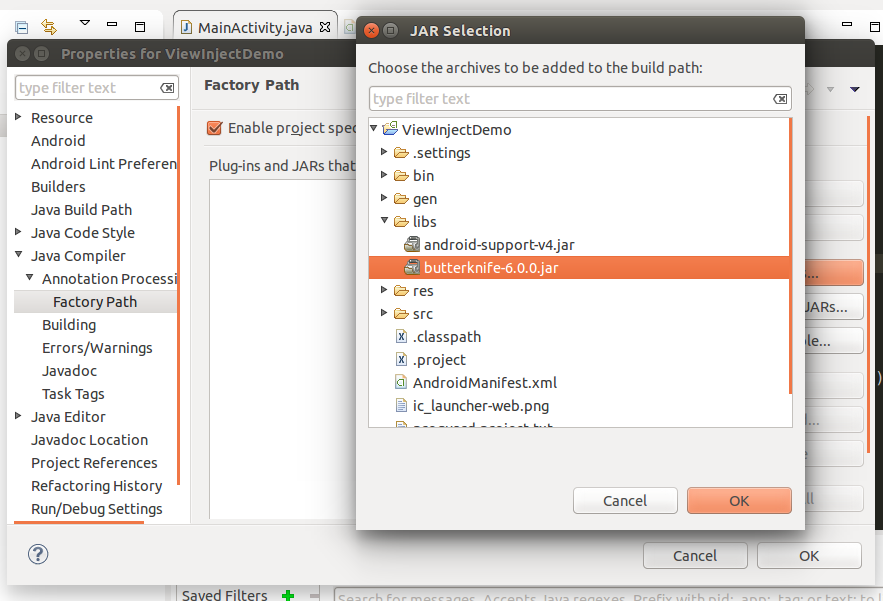 MainActivity.java
Properties for ViewInjectDemo
type filter text
Resource
Android
Android Lint Preferen
Builders
Java Build Path
Java Code Style
Java Compiler
Annotation Processi
Factory Path
Building
Errors/Warnings
Javadoc
Task Tags
Java Editor
Javadoc Location
Project References
Refactoring History
Run/Debug Settings
Factory Path
Enable project spec
Plug-ins and JARs that
JAR Selection
Choose the archives to be added to the build path:
type filter text
ViewInjectDemo
.settings
bin
gen
libs
android-support-v4.jar
butterknife-6.0.0.jar
res
src
.classpath
.project
AndroidManifest.xml
ic_launcher-web.png
Cancel
OK
JARs...
Cancel
OK
Saved Filters
Search for messages. Accepts Java regexes. Prefix with pid:, app:, tag: or text: to